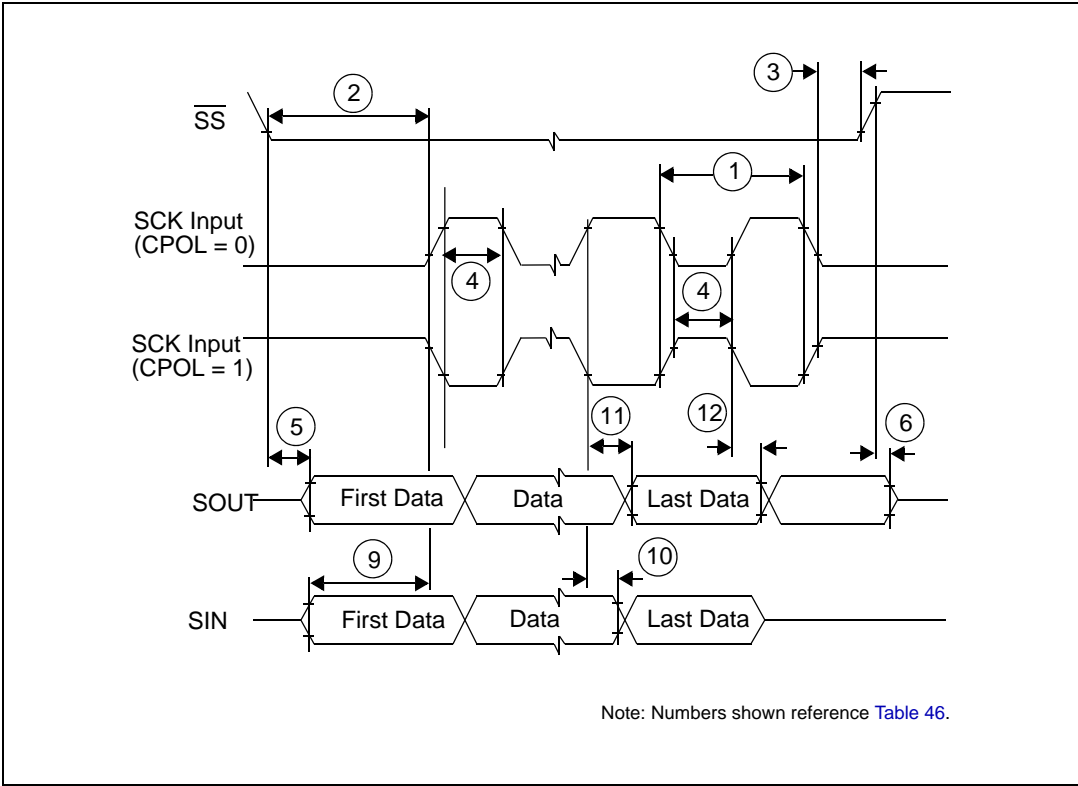 3
2
SS
1
SCK Input
(CPOL = 0)
4
4
SCK Input
(CPOL = 1)
11
12
5
6
SOUT
First Data
Data
Last Data
9
10
SIN
First Data
Data
Last Data
Note: Numbers shown reference Table 46.